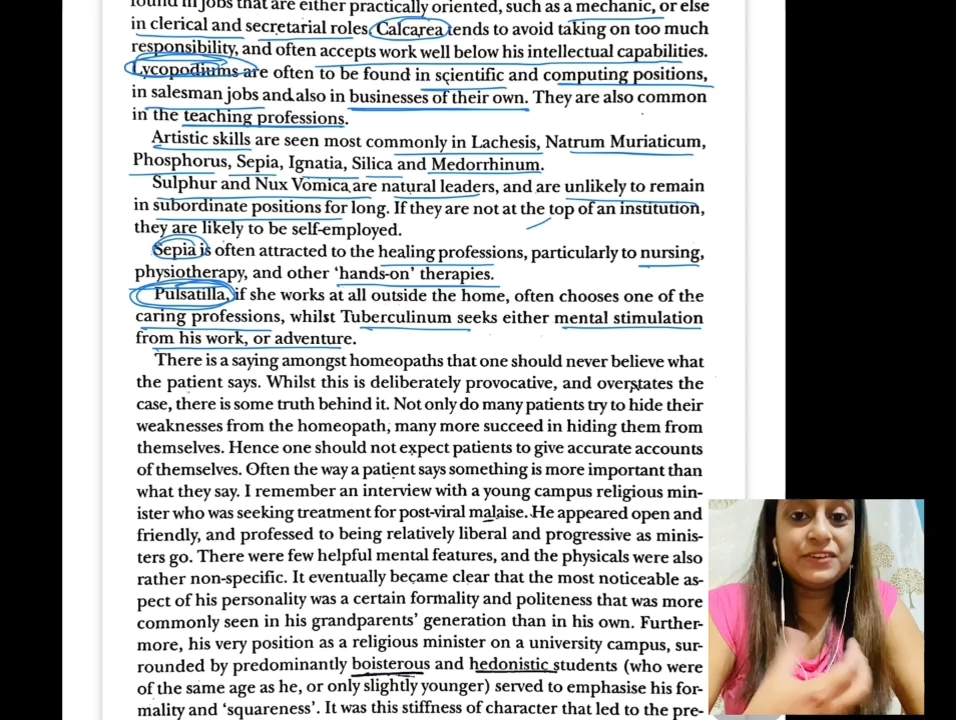 found in jobs that are either practically oriented, such as a mechanic, or else
in clerical and secretarial roles. Calcarea tends to avoid taking on too much
responsibility, and often accepts work well below his intellectual capabilities.
Lycopodiums are often to be found in scientific and computing positions,
in salesman jobs and also in businesses of their own. They are also common
in the teaching professions.
Artistic skills are seen most commonly in Lachesis, Natrum Muriaticum,
Phosphorus, Sepia, Ignatia, Silica and Medorrhinum.
Sulphur and Nux Vomica are natural leaders, and are unlikely to remain
in subordinate positions for long. If they are not at the top of an institution,
they are likely to be self-employed.
Sepia is often attracted to the healing professions, particularly to nursing,
physiotherapy, and other ‘hands-on’ therapies.
Pulsatilla, if she works at all outside the home, often chooses one of the
caring professions, whilst Tuberculinum seeks either mental stimulation
from his work, or adventure.
There is a saying amongst homeopaths that one should never believe what
the patient says. Whilst this is deliberately provocative, and overstates the
case, there is some truth behind it. Not only do many patients try to hide their
weaknesses from the homeopath, many more succeed in hiding them from
themselves. Hence one should not expect patients to give accurate accounts
of themselves. Often the way a patient says something is more important than
what they say. I remember an interview with a young campus religious min-
ister who was seeking treatment for post-viral malaise. He appeared open and
friendly, and professed to being relatively liberal and progressive as minis-
ters go. There were few helpful mental features, and the physicals were also
rather non-specific. It eventually became clear that the most noticeable as-
pect of his personality was a certain formality and politeness that was more
commonly seen in his grandparents’ generation than in his own. Further-
more, his very position as a religious minister on a university campus, sur-
rounded by predominantly boisterous and hedonistic students (who were
of the same age as he, or only slightly younger) served to emphasise his for-
mality and ‘squareness’. It was this stiffness of character that led to the pre-